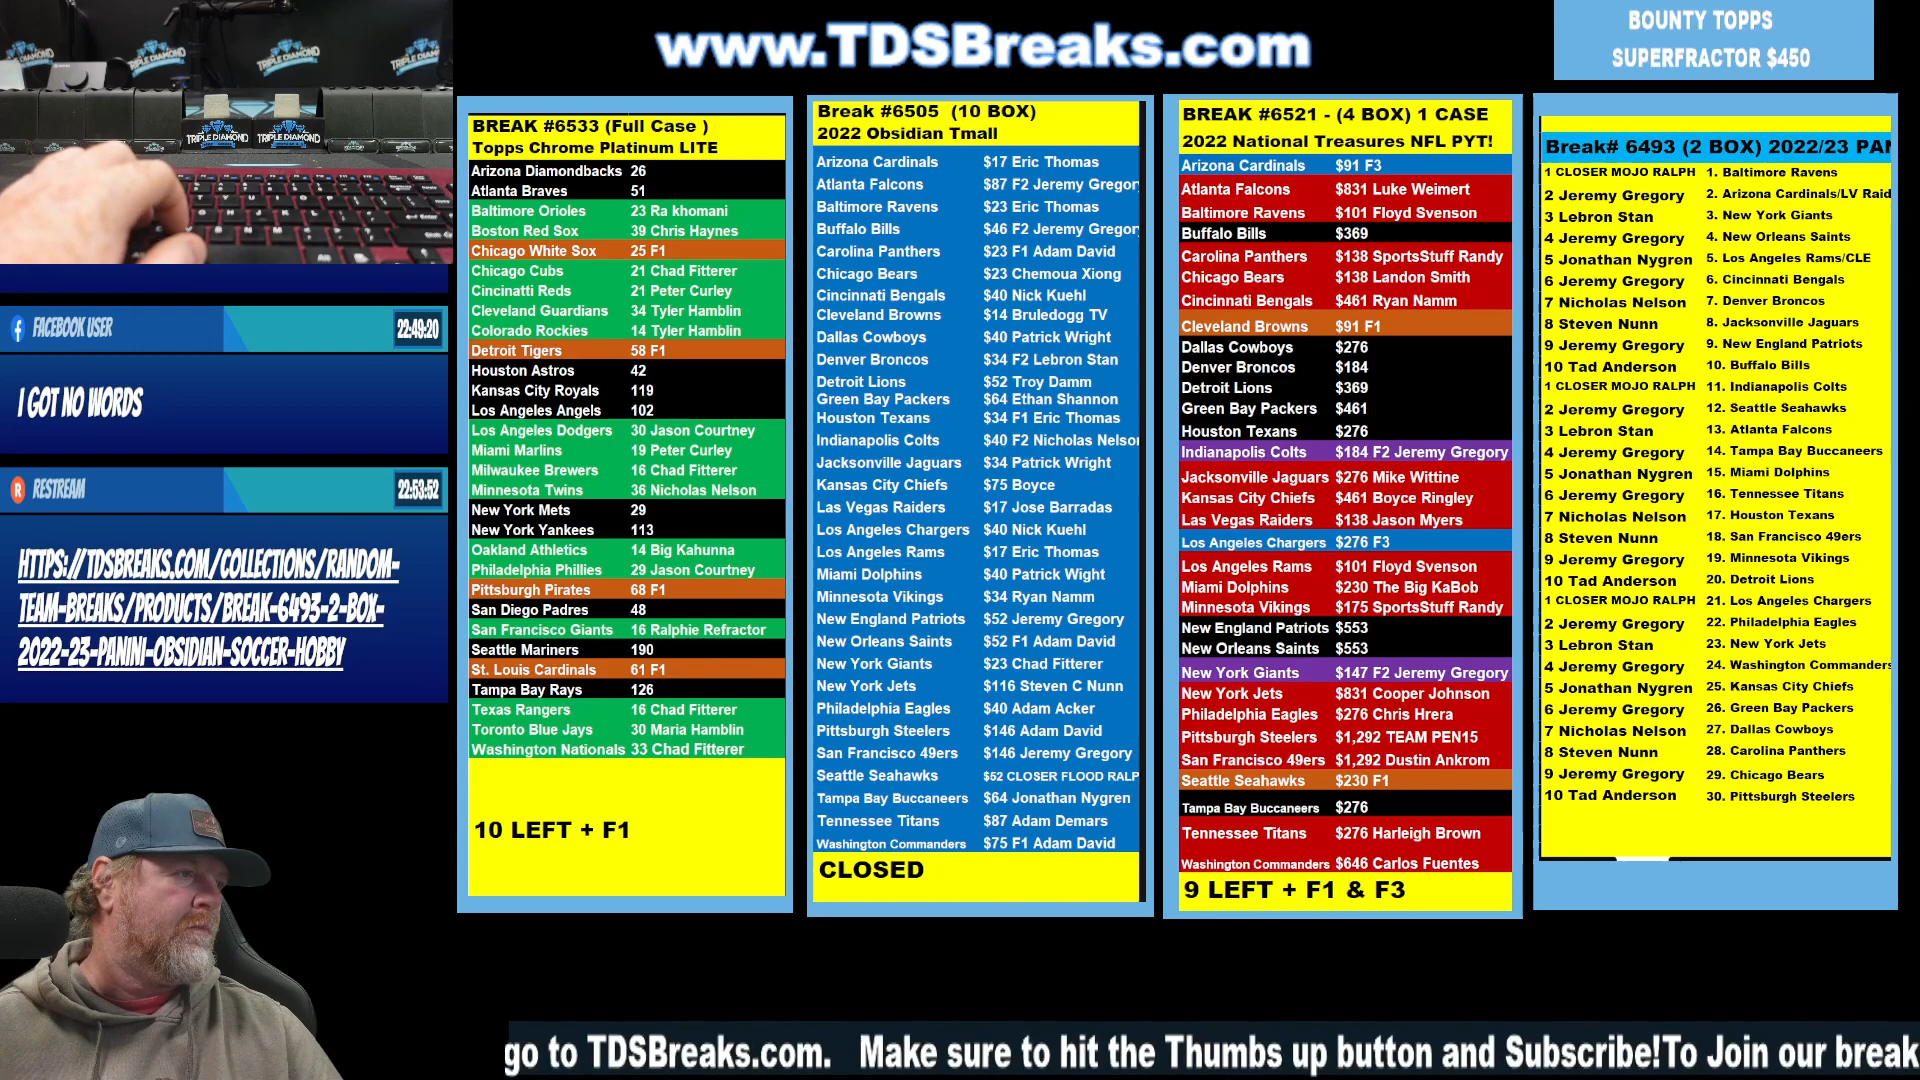 www.TDSBreaks.com
BOUNTY TOPPS
SUPERFRACTOR $450
TRIPLE DIAMOND
TRIPLE DIAMOND
TRIPLE DIAMOND
TRIPLE DIAMOND
FACEBOOK USER 22:49:20
I GOT NO WORDS
RESTREAM 22:53:52
HTTPS://TDSBREAKS.COM/COLLECTIONS/RANDOM-
TEAM-BREAKS/PRODUCTS/BREAK-6493-2-BOX-
2022-23-PANINI-OBSIDIAN-SOCCER-HOBBY
BREAK #6533 (Full Case )
Topps Chrome Platinum LITE
Arizona Diamondbacks 26
Atlanta Braves 51
Baltimore Orioles 23 Ra khomani
Boston Red Sox 39 Chris Haynes
Chicago White Sox 25 F1
Chicago Cubs 21 Chad Fitterer
Cincinatti Reds 21 Peter Curley
Cleveland Guardians 34 Tyler Hamblin
Colorado Rockies 14 Tyler Hamblin
Detroit Tigers 58 F1
Houston Astros 42
Kansas City Royals 119
Los Angeles Angels 102
Los Angeles Dodgers 30 Jason Courtney
Miami Marlins 19 Peter Curley
Milwaukee Brewers 16 Chad Fitterer
Minnesota Twins 36 Nicholas Nelson
New York Mets 29
New York Yankees 113
Oakland Athletics 14 Big Kahunna
Philadelphia Phillies 29 Jason Courtney
Pittsburgh Pirates 68 F1
San Diego Padres 48
San Francisco Giants 16 Ralphie Refractor
Seattle Mariners 190
St. Louis Cardinals 61 F1
Tampa Bay Rays 126
Texas Rangers 16 Chad Fitterer
Toronto Blue Jays 30 Maria Hamblin
Washington Nationals 33 Chad Fitterer
10 LEFT + F1
Break #6505 (10 BOX)
2022 Obsidian Tmall
Arizona Cardinals $17 Eric Thomas
Atlanta Falcons $87 F2 Jeremy Gregory
Baltimore Ravens $23 Eric Thomas
Buffalo Bills $46 F2 Jeremy Gregory
Carolina Panthers $23 F1 Adam David
Chicago Bears $23 Chemoua Xiong
Cincinnati Bengals $40 Nick Kuehl
Cleveland Browns $14 Bruledogg TV
Dallas Cowboys $40 Patrick Wright
Denver Broncos $34 F2 Lebron Stan
Detroit Lions $52 Troy Damm
Green Bay Packers $64 Ethan Shannon
Houston Texans $34 F1 Eric Thomas
Indianapolis Colts $40 F2 Nicholas Nelson
Jacksonville Jaguars $34 Patrick Wright
Kansas City Chiefs $75 Boyce
Las Vegas Raiders $17 Jose Barradas
Los Angeles Chargers $40 Nick Kuehl
Los Angeles Rams $17 Eric Thomas
Miami Dolphins $40 Patrick Wight
Minnesota Vikings $34 Ryan Namm
New England Patriots $52 Jeremy Gregory
New Orleans Saints $52 F1 Adam David
New York Giants $23 Chad Fitterer
New York Jets $116 Steven C Nunn
Philadelphia Eagles $40 Adam Acker
Pittsburgh Steelers $146 Adam David
San Francisco 49ers $146 Jeremy Gregory
Seattle Seahawks $52 CLOSER FLOOD RALP
Tampa Bay Buccaneers $64 Jonathan Nygren
Tennessee Titans $87 Adam Demars
Washington Commanders $75 F1 Adam David
CLOSED
BREAK #6521 - (4 BOX) 1 CASE
2022 National Treasures NFL PYT!
Arizona Cardinals $91 F3
Atlanta Falcons $831 Luke Weimert
Baltimore Ravens $101 Floyd Svenson
Buffalo Bills $369
Carolina Panthers $138 SportsStuff Randy
Chicago Bears $138 Landon Smith
Cincinnati Bengals $461 Ryan Namm
Cleveland Browns $91 F1
Dallas Cowboys $276
Denver Broncos $184
Detroit Lions $369
Green Bay Packers $461
Houston Texans $276
Indianapolis Colts $184 F2 Jeremy Gregory
Jacksonville Jaguars $276 Mike Wittine
Kansas City Chiefs $461 Boyce Ringley
Las Vegas Raiders $138 Jason Myers
Los Angeles Chargers $276 F3
Los Angeles Rams $101 Floyd Svenson
Miami Dolphins $230 The Big KaBob
Minnesota Vikings $175 SportsStuff Randy
New England Patriots $553
New Orleans Saints $553
New York Giants $147 F2 Jeremy Gregory
New York Jets $831 Cooper Johnson
Philadelphia Eagles $276 Chris Hrera
Pittsburgh Steelers $1,292 TEAM PEN15
San Francisco 49ers $1,292 Dustin Ankrom
Seattle Seahawks $230 F1
Tampa Bay Buccaneers $276
Tennessee Titans $276 Harleigh Brown
Washington Commanders $646 Carlos Fuentes
9 LEFT + F1 & F3
Break# 6493 (2 BOX) 2022/23 PAN
1 CLOSER MOJO RALPH 1. Baltimore Ravens
2 Jeremy Gregory 2. Arizona Cardinals/LV Raid
3 Lebron Stan 3. New York Giants
4 Jeremy Gregory 4. New Orleans Saints
5 Jonathan Nygren 5. Los Angeles Rams/CLE
6 Jeremy Gregory 6. Cincinnati Bengals
7 Nicholas Nelson 7. Denver Broncos
8 Steven Nunn 8. Jacksonville Jaguars
9 Jeremy Gregory 9. New England Patriots
10 Tad Anderson 10. Buffalo Bills
1 CLOSER MOJO RALPH 11. Indianapolis Colts
2 Jeremy Gregory 12. Seattle Seahawks
3 Lebron Stan 13. Atlanta Falcons
4 Jeremy Gregory 14. Tampa Bay Buccaneers
5 Jonathan Nygren 15. Miami Dolphins
6 Jeremy Gregory 16. Tennessee Titans
7 Nicholas Nelson 17. Houston Texans
8 Steven Nunn 18. San Francisco 49ers
9 Jeremy Gregory 19. Minnesota Vikings
10 Tad Anderson 20. Detroit Lions
1 CLOSER MOJO RALPH 21. Los Angeles Chargers
2 Jeremy Gregory 22. Philadelphia Eagles
3 Lebron Stan 23. New York Jets
4 Jeremy Gregory 24. Washington Commanders
5 Jonathan Nygren 25. Kansas City Chiefs
6 Jeremy Gregory 26. Green Bay Packers
7 Nicholas Nelson 27. Dallas Cowboys
8 Steven Nunn 28. Carolina Panthers
9 Jeremy Gregory 29. Chicago Bears
10 Tad Anderson 30. Pittsburgh Steelers
go to TDSBreaks.com. Make sure to hit the Thumbs up button and Subscribe!To Join our break